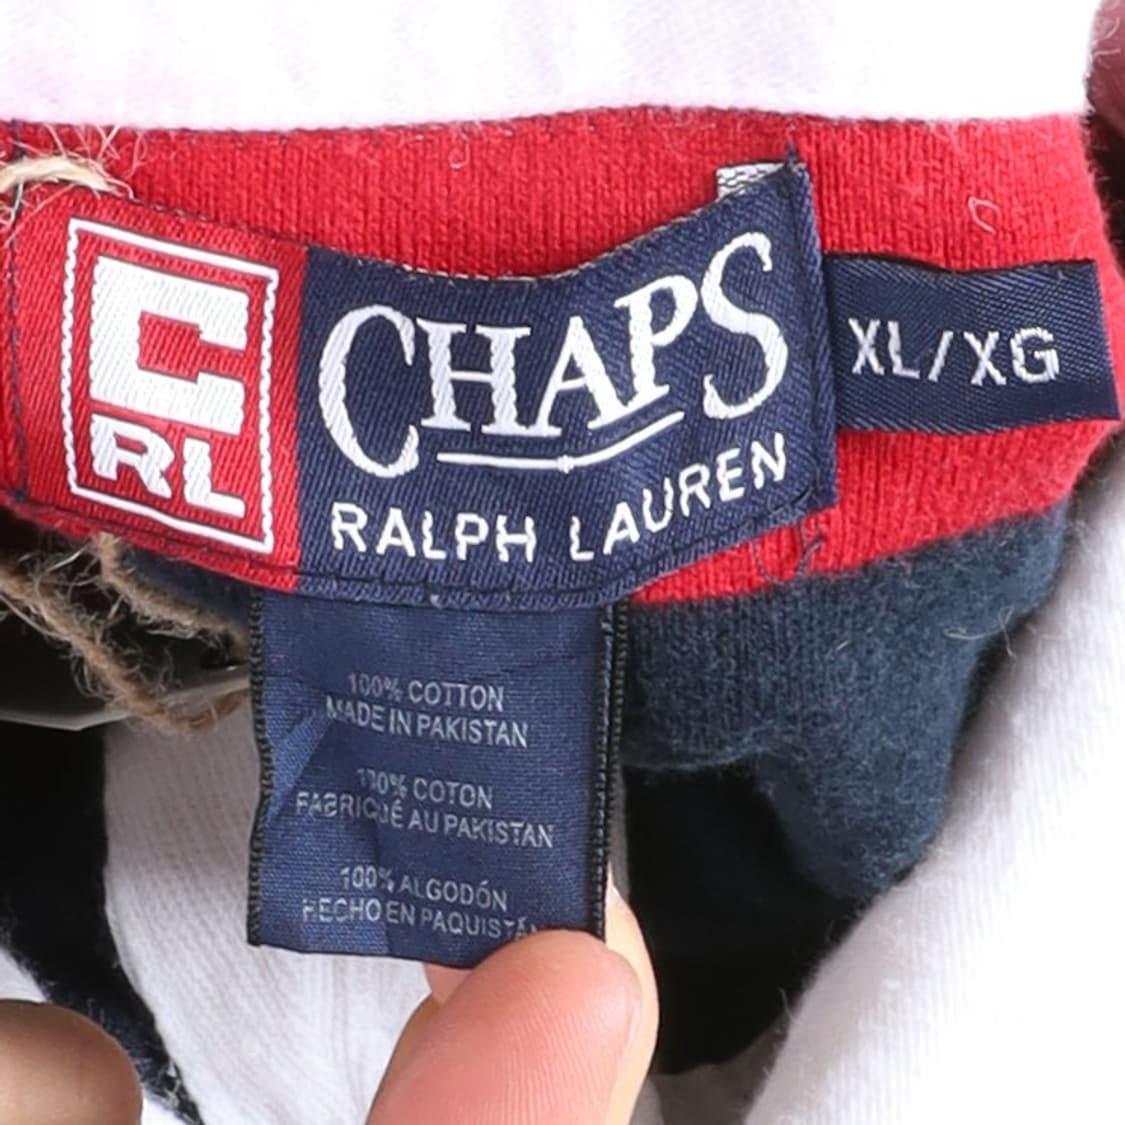 C
RL
CHAPS
RALPH LAUREN
XL/XG
100% COTTON
MADE IN PAKISTAN
100% COTON
FABRIQUÉ AU PAKISTAN
100% ALGODÓN
HECHO EN PAQUISTÁN